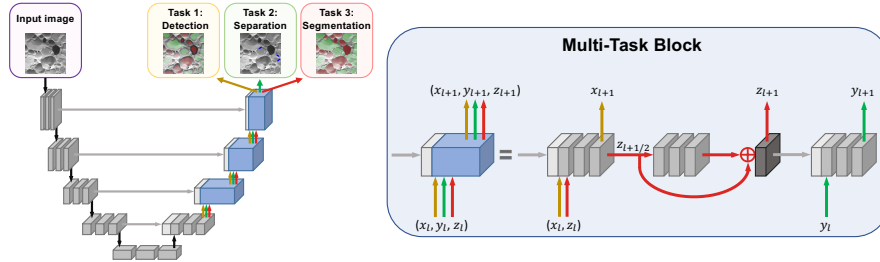 Input image
Task 1:
Detection
Task 2:
Separation
Task 3:
Segmentation
Multi-Task Block
(x_{l+1}, y_{l+1}, z_{l+1})
=
(x_l, y_l, z_l)
x_{l+1}
(x_l, z_l)
z_{l+1/2}
z_{l+1}
y_{l+1}
y_l